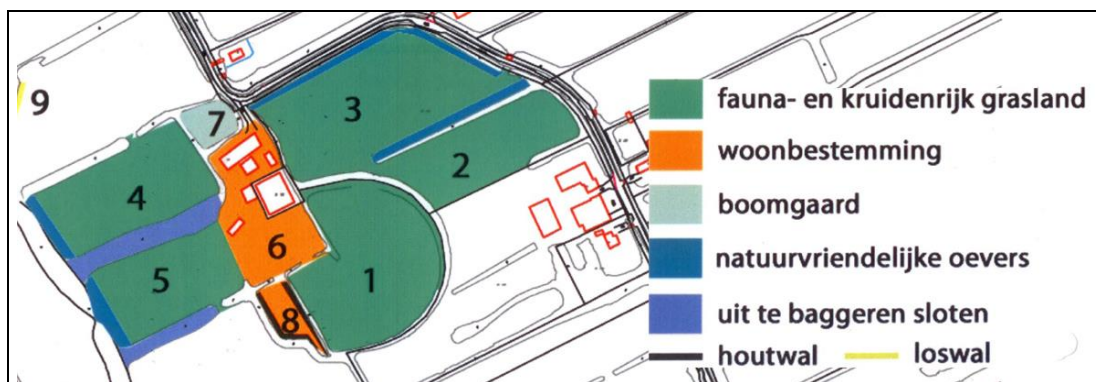 9
7
3
2
4
5
6
1
8
fauna- en kruidenrijk grasland
woonbestemming
boomgaard
natuurvriendelijke oevers
uit te baggeren sloten
houtwal loswal